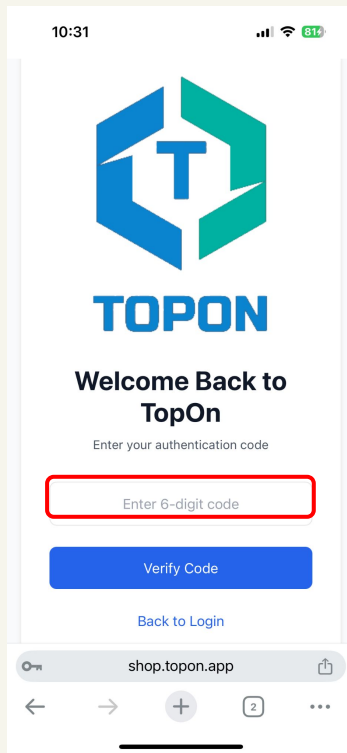 10:31
81
T
TOPON
Welcome Back to
TopOn
Enter your authentication code
Enter 6-digit code
Verify Code
Back to Login
shop.topon.app
2